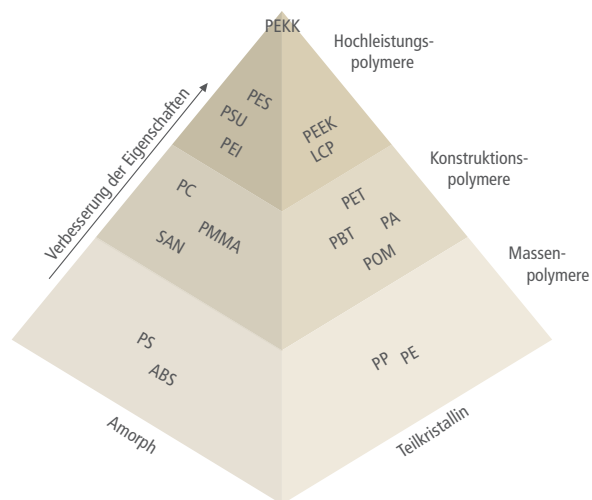 PEKK
Hochleistungs-
polymere
PES
PSU
PEI
PEEK
LCP
Verbesserung der Eigenschaften
Konstruktions-
polymere
PC
PMMA
SAN
PET
PA
PBT
POM
Massen-
polymere
PS
ABS
PP PE
Amorph
Teilkristallin